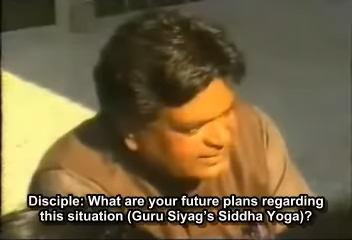 Disciple: What are your future plans regarding
this situation (Guru Siyag's Siddha Yoga)?